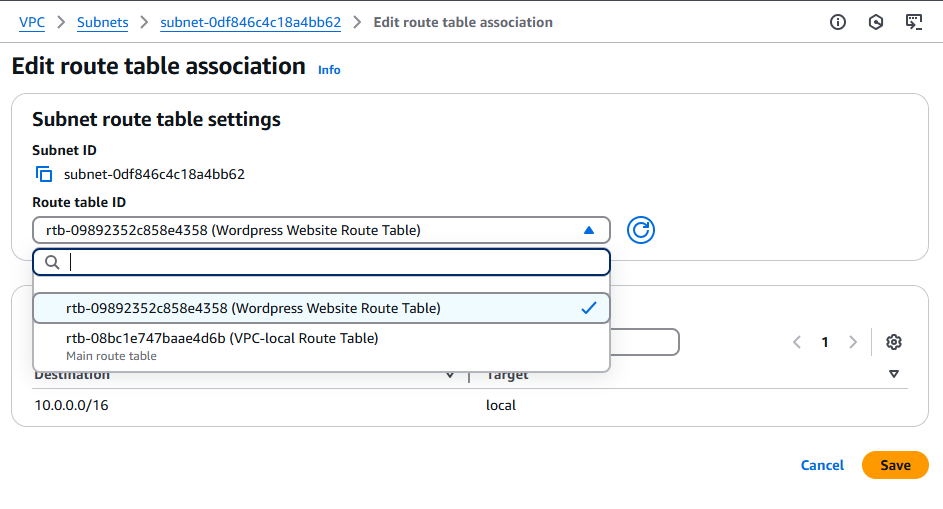 VPC > Subnets > subnet-0df846c4c18a4bb62 > Edit route table association
Edit route table association Info
Subnet route table settings
Subnet ID
subnet-0df846c4c18a4bb62
Route table ID
rtb-09892352c858e4358 (Wordpress Website Route Table)
rtb-09892352c858e4358 (Wordpress Website Route Table)
rtb-08bc1e747baae4d6b (VPC-local Route Table)
Main route table
1
Destination Target
10.0.0.0/16 local
Cancel Save